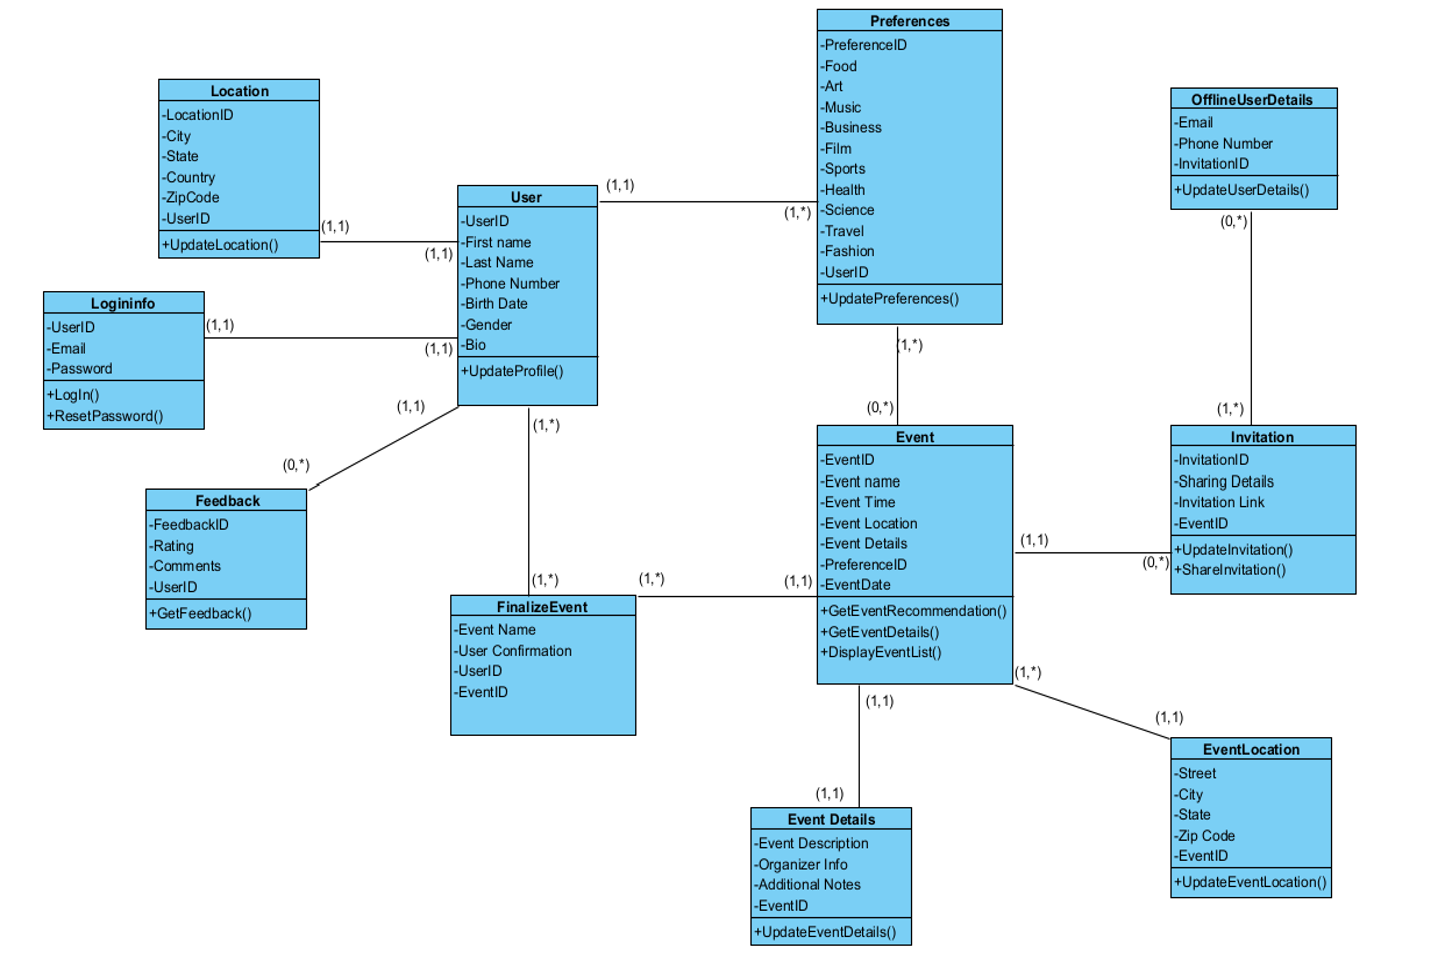 Preferences
-PreferenceID
-Food
-Art
-Music
-Business
-Film
-Sports
-Health
-Science
-Travel
-Fashion
-UserID
+UpdatePreferences()
Location
-LocationID
-City
-State
-Country
-ZipCode
-UserID
+UpdateLocation()
OfflineUserDetails
-Email
-Phone Number
-InvitationID
+UpdateUserDetails()
User
-UserID
-First name
-Last Name
-Phone Number
-Birth Date
-Gender
-Bio
+UpdateProfile()
(1,1)
(1,*)
(1,1)
(1,1)
Logininfo
-UserID
-Email
-Password
+LogIn()
+ResetPassword()
(1,1)
(1,1)
(0,*)
(1,*)
(1,*)
(0,*)
(1,1)
(0,*)
(1,*)
(1,*)
Feedback
-FeedbackID
-Rating
-Comments
-UserID
+GetFeedback()
Event
-EventID
-Event name
-Event Time
-Event Location
-Event Details
-PreferenceID
-EventDate
+GetEventRecommendation()
+GetEventDetails()
+DisplayEventList()
Invitation
-InvitationID
-Sharing Details
-Invitation Link
-EventID
+UpdateInvitation()
+ShareInvitation()
(1,1)
(0,*)
(1,*)
(1,1)
FinalizeEvent
-Event Name
-User Confirmation
-UserID
-EventID
(1,*)
(1,1)
(1,1)
(1,1)
EventLocation
-Street
-City
-State
-Zip Code
-EventID
+UpdateEventLocation()
Event Details
-Event Description
-Organizer Info
-Additional Notes
-EventID
+UpdateEventDetails()